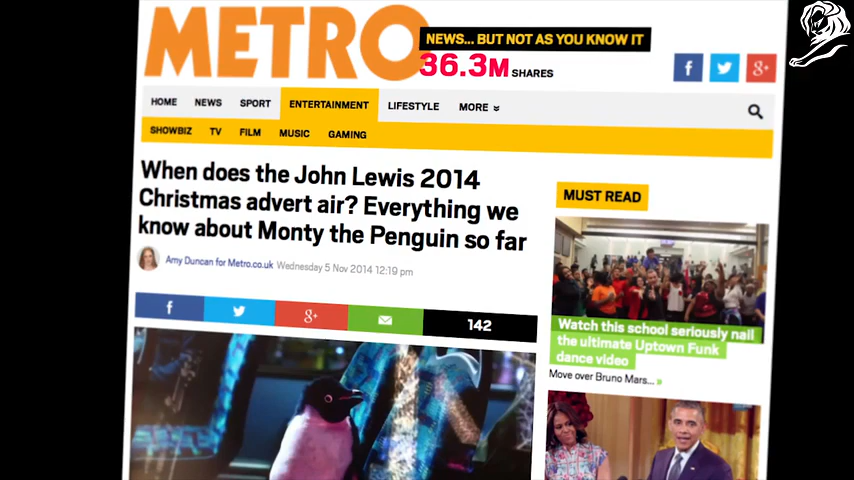 METRO
NEWS... BUT NOT AS YOU KNOW IT
36.3M SHARES
HOME NEWS SPORT ENTERTAINMENT LIFESTYLE MORE
SHOWBIZ TV FILM MUSIC GAMING
When does the John Lewis 2014
Christmas advert air? Everything we
know about Monty the Penguin so far
Amy Duncan for Metro.co.uk Wednesday 5 Nov 2014 12:19 pm
142
MUST READ
Watch this school seriously nail
the ultimate Uptown Funk
dance video
Move over Bruno Mars... »